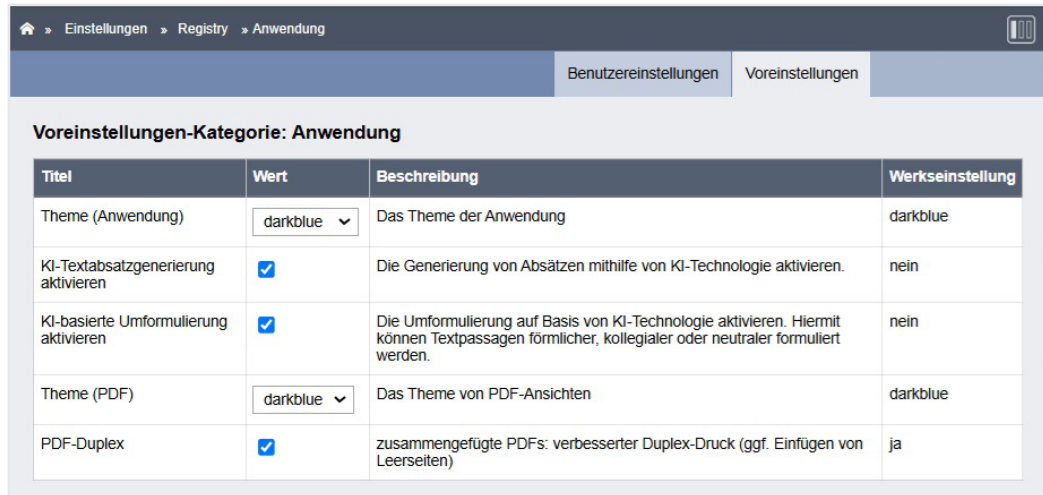 » Einstellungen » Registry » Anwendung
Benutzereinstellungen Voreinstellungen
Voreinstellungen-Kategorie: Anwendung
Titel Wert Beschreibung Werkseinstellung
Theme (Anwendung) darkblue Das Theme der Anwendung darkblue
KI-Textabsatzgenerierung
aktivieren
Die Generierung von Absätzen mithilfe von KI-Technologie aktivieren. nein
KI-basierte Umformulierung
aktivieren
Die Umformulierung auf Basis von KI-Technologie aktivieren. Hiermit
können Textpassagen förmlicher, kollegialer oder neutraler formuliert
werden.
nein
Theme (PDF) darkblue Das Theme von PDF-Ansichten darkblue
PDF-Duplex
zusammengefügte PDFs: verbesserter Duplex-Druck (ggf. Einfügen von
Leerseiten)
ja